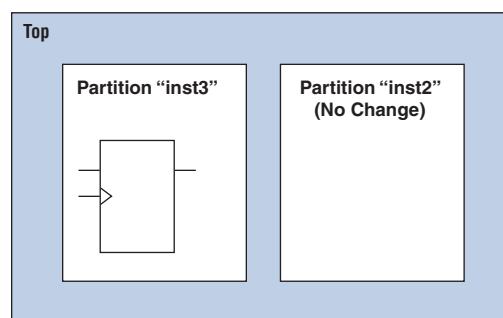 Top
Partition “inst3”
Partition “inst2”
(No Change)